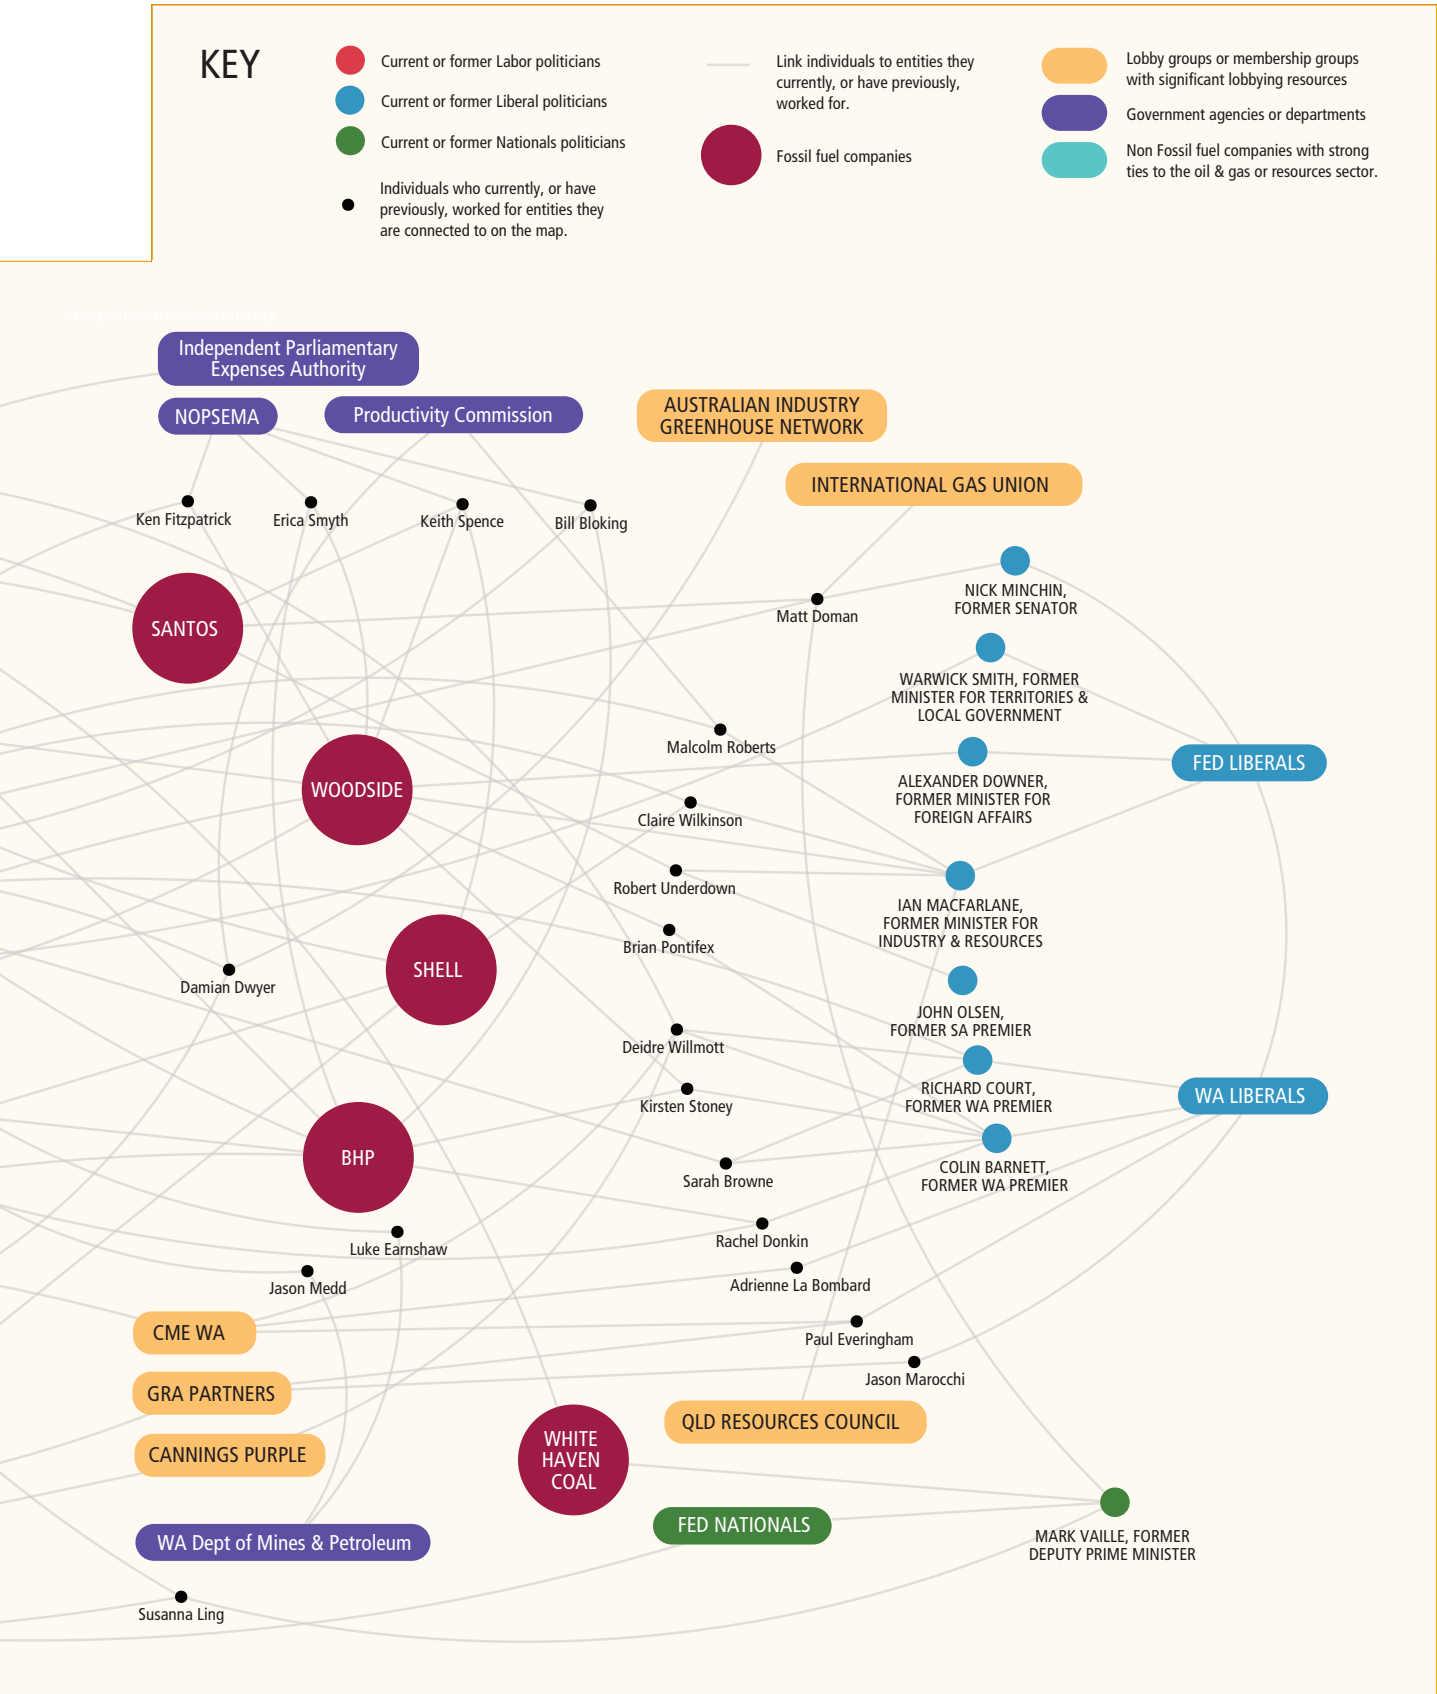 KEY
Current or former Labor politicians
Current or former Liberal politicians
Current or former Nationals politicians
Individuals who currently, or have
previously, worked for entities they
are connected to on the map.
Link individuals to entities they
currently, or have previously,
worked for.
Fossil fuel companies
Lobby groups or membership groups
with significant lobbying resources
Government agencies or departments
Non Fossil fuel companies with strong
ties to the oil & gas or resources sector.
Independent Parliamentary
Independent Parliamentary
Expenses Authority
NOPSEMA
Productivity Commission
AUSTRALIAN INDUSTRY
GREENHOUSE NETWORK
INTERNATIONAL GAS UNION
Ken Fitzpatrick
Erica Smyth
Keith Spence
Bill Bloking
SANTOS
Matt Doman
NICK MINCHIN,
FORMER SENATOR
WARWICK SMITH, FORMER
MINISTER FOR TERRITORIES &
LOCAL GOVERNMENT
Malcolm Roberts
WOODSIDE
FED LIBERALS
ALEXANDER DOWNER,
FORMER MINISTER FOR
FOREIGN AFFAIRS
Claire Wilkinson
Robert Underdown
IAN MACFARLANE,
FORMER MINISTER FOR
INDUSTRY & RESOURCES
Brian Pontifex
SHELL
Damian Dwyer
JOHN OLSEN,
FORMER SA PREMIER
Deidre Willmott
RICHARD COURT,
FORMER WA PREMIER
WA LIBERALS
Kirsten Stoney
BHP
COLIN BARNETT,
FORMER WA PREMIER
Sarah Browne
Rachel Donkin
Luke Earnshaw
Adrienne La Bombard
Jason Medd
CME WA
Paul Everingham
Jason Marocchi
GRA PARTNERS
QLD RESOURCES COUNCIL
CANNINGS PURPLE
WHITE
HAVEN
COAL
FED NATIONALS
MARK VAILLE, FORMER
DEPUTY PRIME MINISTER
WA Dept of Mines & Petroleum
Susanna Ling